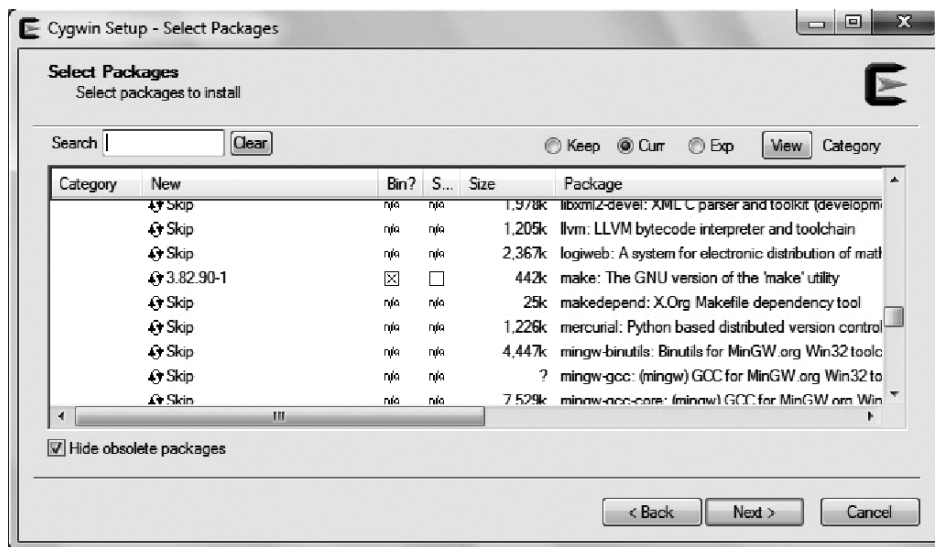 Cygwin Setup - Select Packages
Select Packages
Select packages to install
Search Clear Keep Curr Exp View Category
Category New Bin? S... Size Package
Skip n/a n/a 1,978k libxml2-devel: XML C parser and toolkit (developm
Skip n/a n/a 1,205k llvm: LLVM bytecode interpreter and toolchain
Skip n/a n/a 2,367k logiweb: A system for electronic distribution of mat
3.82.90-1 442k make: The GNU version of the 'make' utility
Skip n/a n/a 25k makedepend: X.Org Makefile dependency tool
Skip n/a n/a 1,226k mercurial: Python based distributed version control
Skip n/a n/a 4,447k mingw-binutils: Binutils for MinGW.org Win32 toolc
Skip n/a n/a ? mingw-gcc: (mingw) GCC for MinGW.org Win32 to
Skip n/a n/a 7,529k mingw-gcc-core: (mingw) GCC for MinGW.org Win
Hide obsolete packages
< Back Next > Cancel